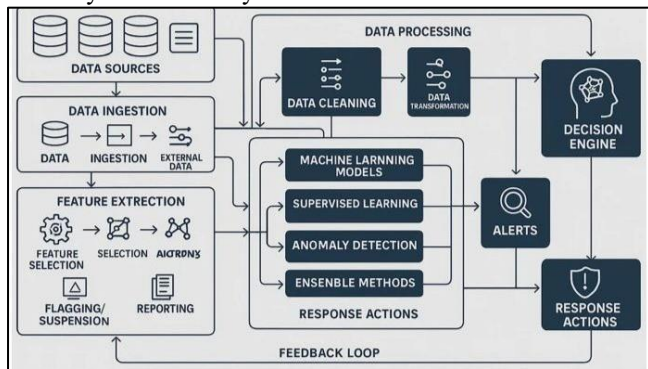 DATA PROCESSING
DATA SOURCES
DATA CLEANING
DATA
TRANSFORMATION
DECISION
ENGINE
DATA INGESTION
DATA
INGESTION
EXTERNAL
DATA
MACHINE LARNNING
MODELS
SUPERVISED LEARNING
ANOMALY DETECTION
ENSENBLE METHODS
RESPONSE ACTIONS
ALERTS
FEATURE EXTRECTION
FEATURE
SELECTION
SELECTION
FLAGGING/
SUSPENSION
REPORTING
RESPONSE
ACTIONS
FEEDBACK LOOP